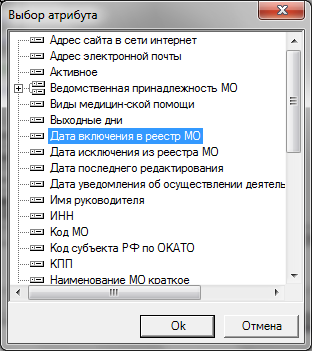 Выбор атрибута
Адрес сайта в сети интернет
Адрес электронной почты
Активное
Ведомственная принадлежность МО
Виды медицин-ской помощи
Выходные дни
Дата включения в реестр МО
Дата исключения из реестра МО
Дата последнего редактирования
Дата уведомления об осуществлении деятель
Имя руководителя
ИНН
Код МО
Код субъекта РФ по ОКАТО
КПП
Наименование МО краткое
Ok
Отмена